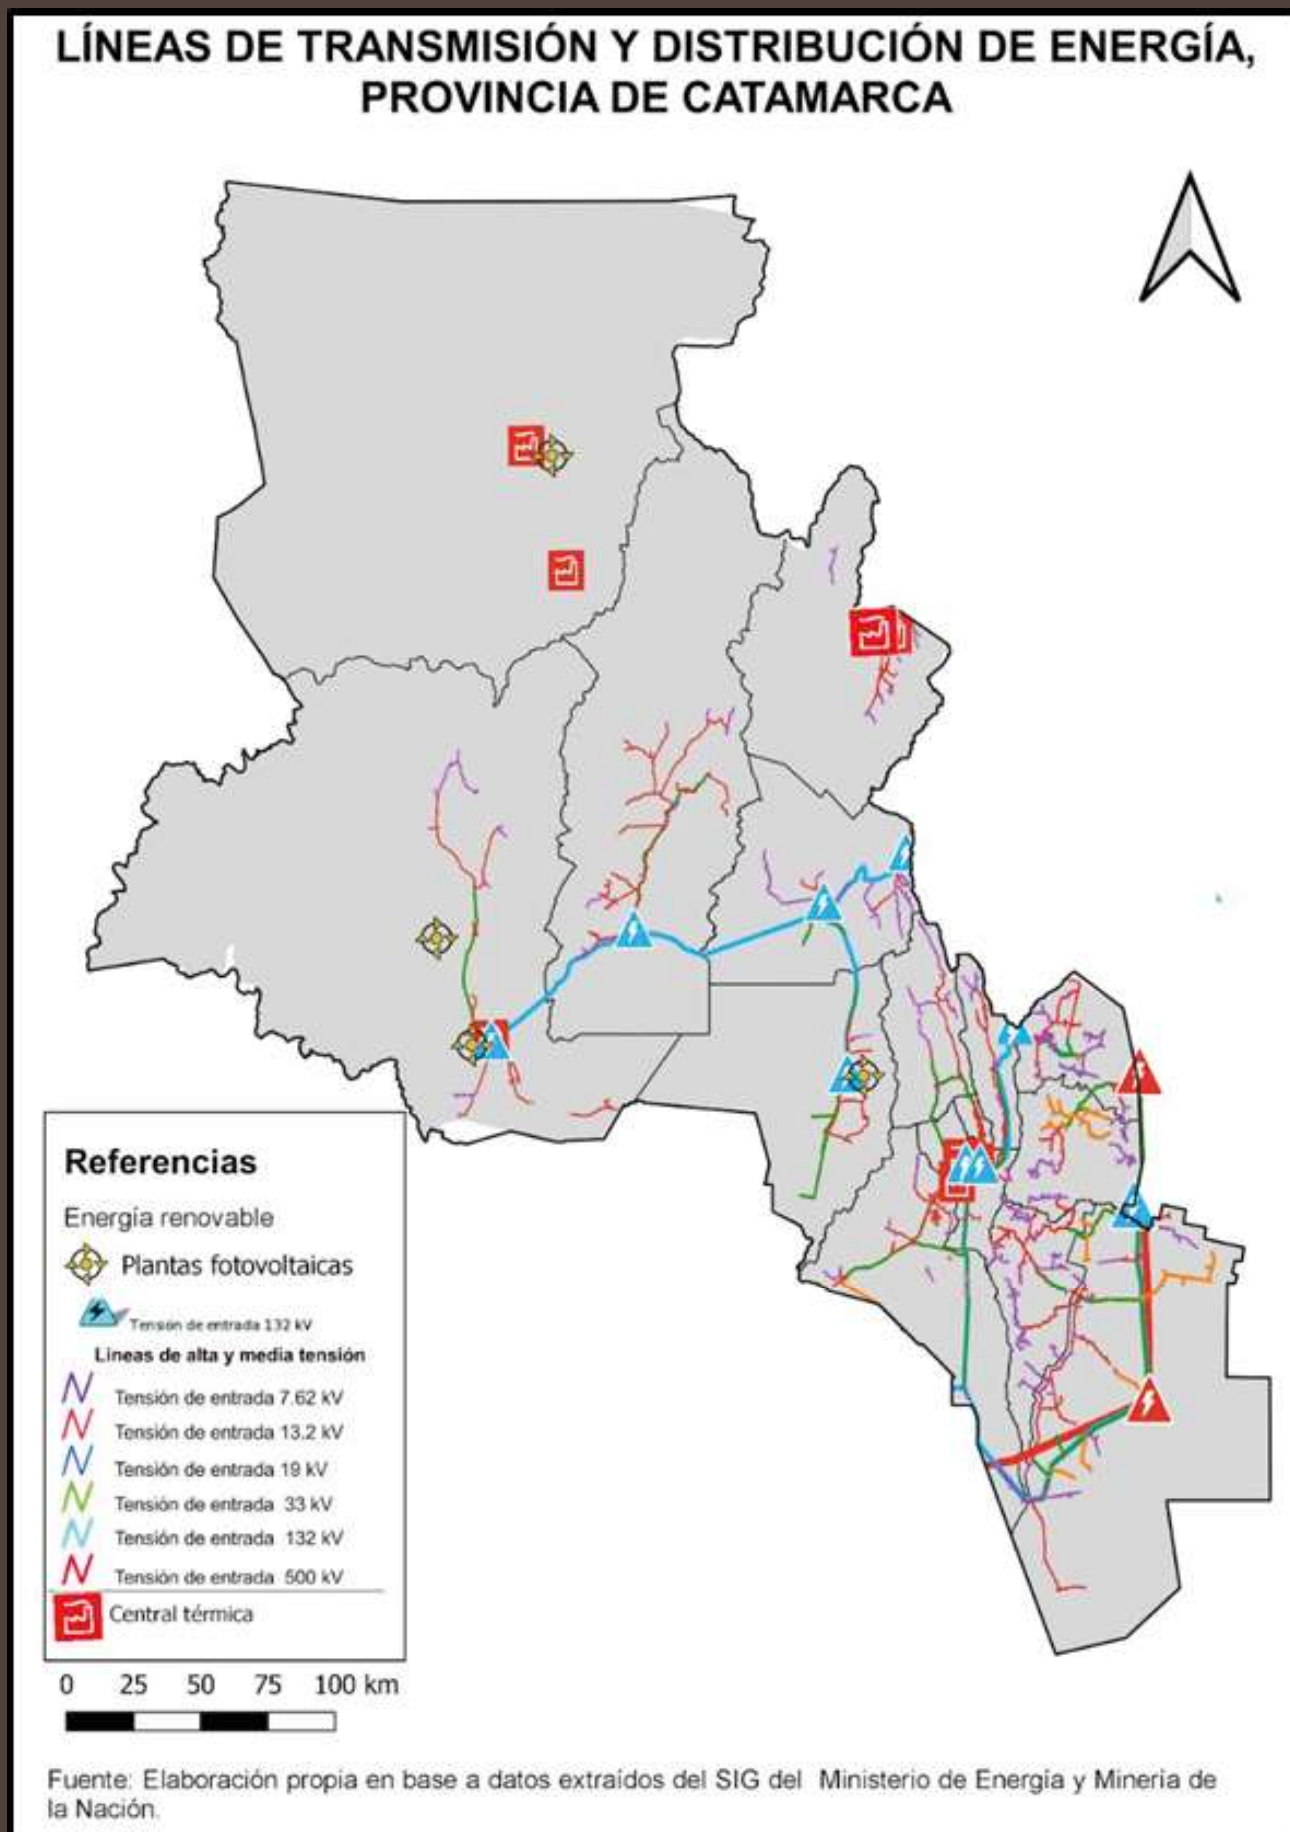 LÍNEAS DE TRANSMISIÓN Y DISTRIBUCIÓN DE ENERGÍA,
PROVINCIA DE CATAMARCA
Referencias
Energía renovable
Plantas fotovoltaicas
Tensón de entrada 132 kV
Líneas de alta y media tensión
Tensión de entrada 7.62 kV
Tensión de entrada 13.2 kV
Tensión de entrada 19 kV
Tensión de entrada 33 kV
Tensión de entrada 132 kV
Tensión de entrada 500 kV
Central térmica
0 25 50 75 100 km
Fuente: Elaboración propia en base a datos extraídos del SIG del Ministerio de Energía y Minería de
la Nación.